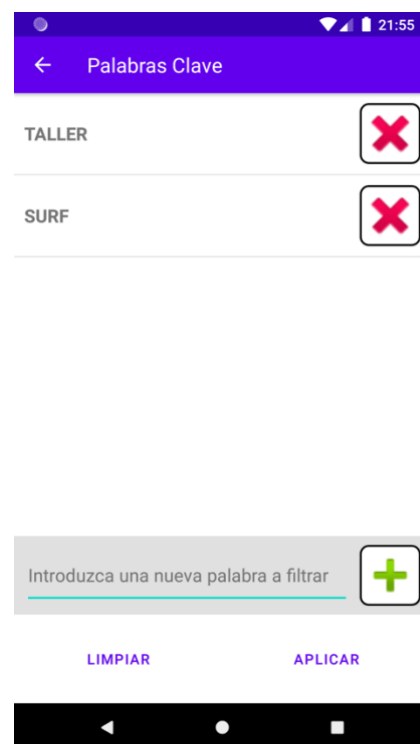 21:55
Palabras Clave
TALLER
SURF
Introduzca una nueva palabra a filtrar
LIMPIAR APLICAR